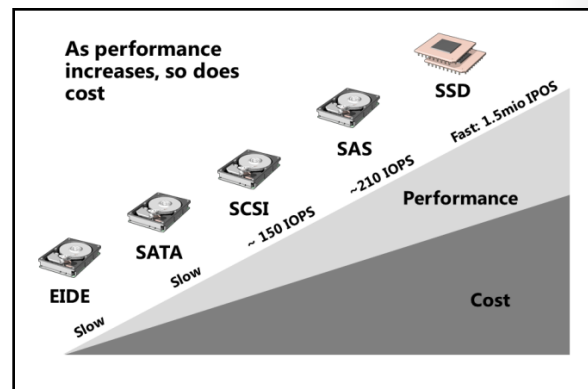 As performance
increases, so does
cost
SSD
SAS
SCSI
SATA
EIDE
Slow
Slow
~ 150 IOPS
~210 IOPS
Fast: 1.5mio IPOS
Performance
Cost